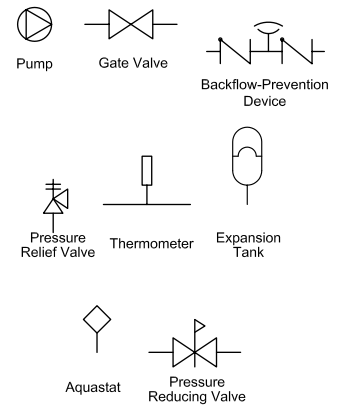 Pump
Gate Valve
Backflow-Prevention
Device
Pressure
Relief Valve
Thermometer
Expansion
Tank
Aquastat
Pressure
Reducing Valve